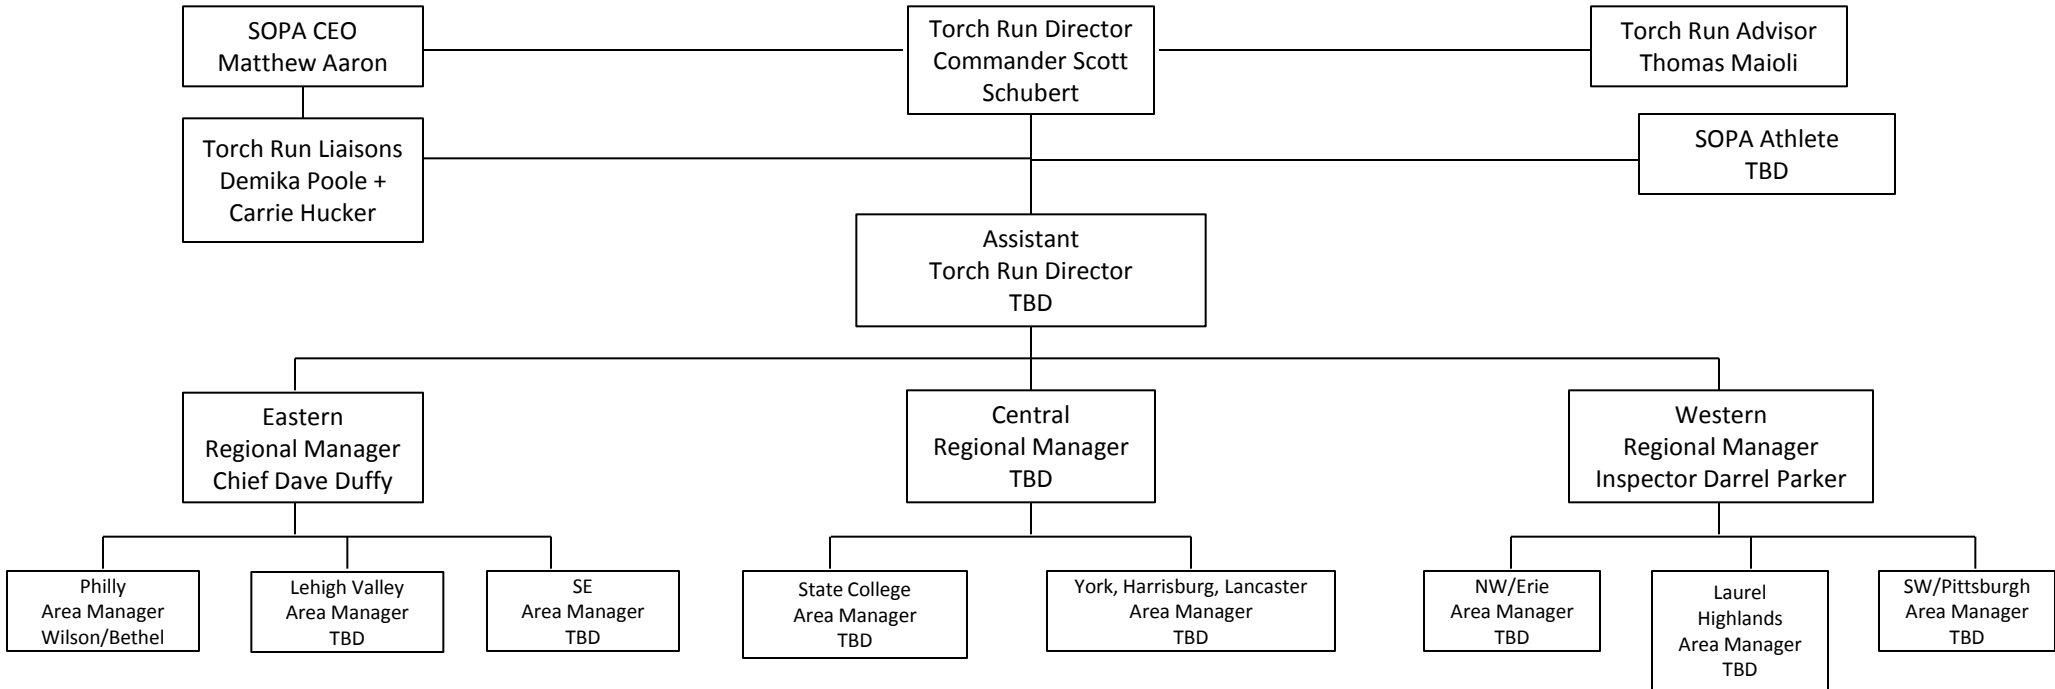 SOPA CEO
Matthew Aaron
Torch Run Director
Commander Scott
Schubert
Torch Run Advisor
Thomas Maioli
Torch Run Liaisons
Demika Poole +
Carrie Hucker
SOPA Athlete
TBD
Assistant
Torch Run Director
TBD
Eastern
Regional Manager
Chief Dave Duffy
Central
Regional Manager
TBD
Western
Regional Manager
Inspector Darrel Parker
Philly
Area Manager
Wilson/Bethel
Lehigh Valley
Area Manager
TBD
SE
Area Manager
TBD
State College
Area Manager
TBD
York, Harrisburg, Lancaster
Area Manager
TBD
NW/Erie
Area Manager
TBD
Laurel
Highlands
Area Manager
TBD
SW/Pittsburgh
Area Manager
TBD